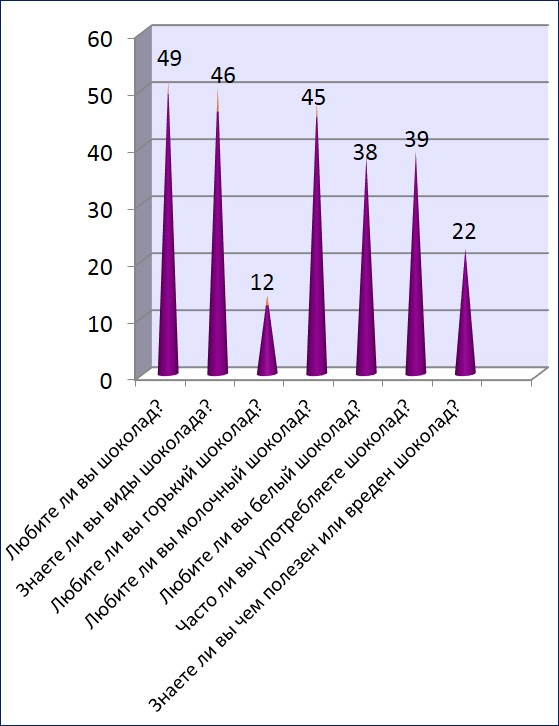 60
50
40
30
20
10
0
49
46
12
45
38
39
22
Любите ли вы шоколад?
Знаете ли вы виды шоколада?
Любите ли вы горький шоколад?
Любите ли вы молочный шоколад?
Любите ли вы белый шоколад?
Часто ли вы употребляете шоколад?
Знаете ли вы чем полезен или вреден шоколад?